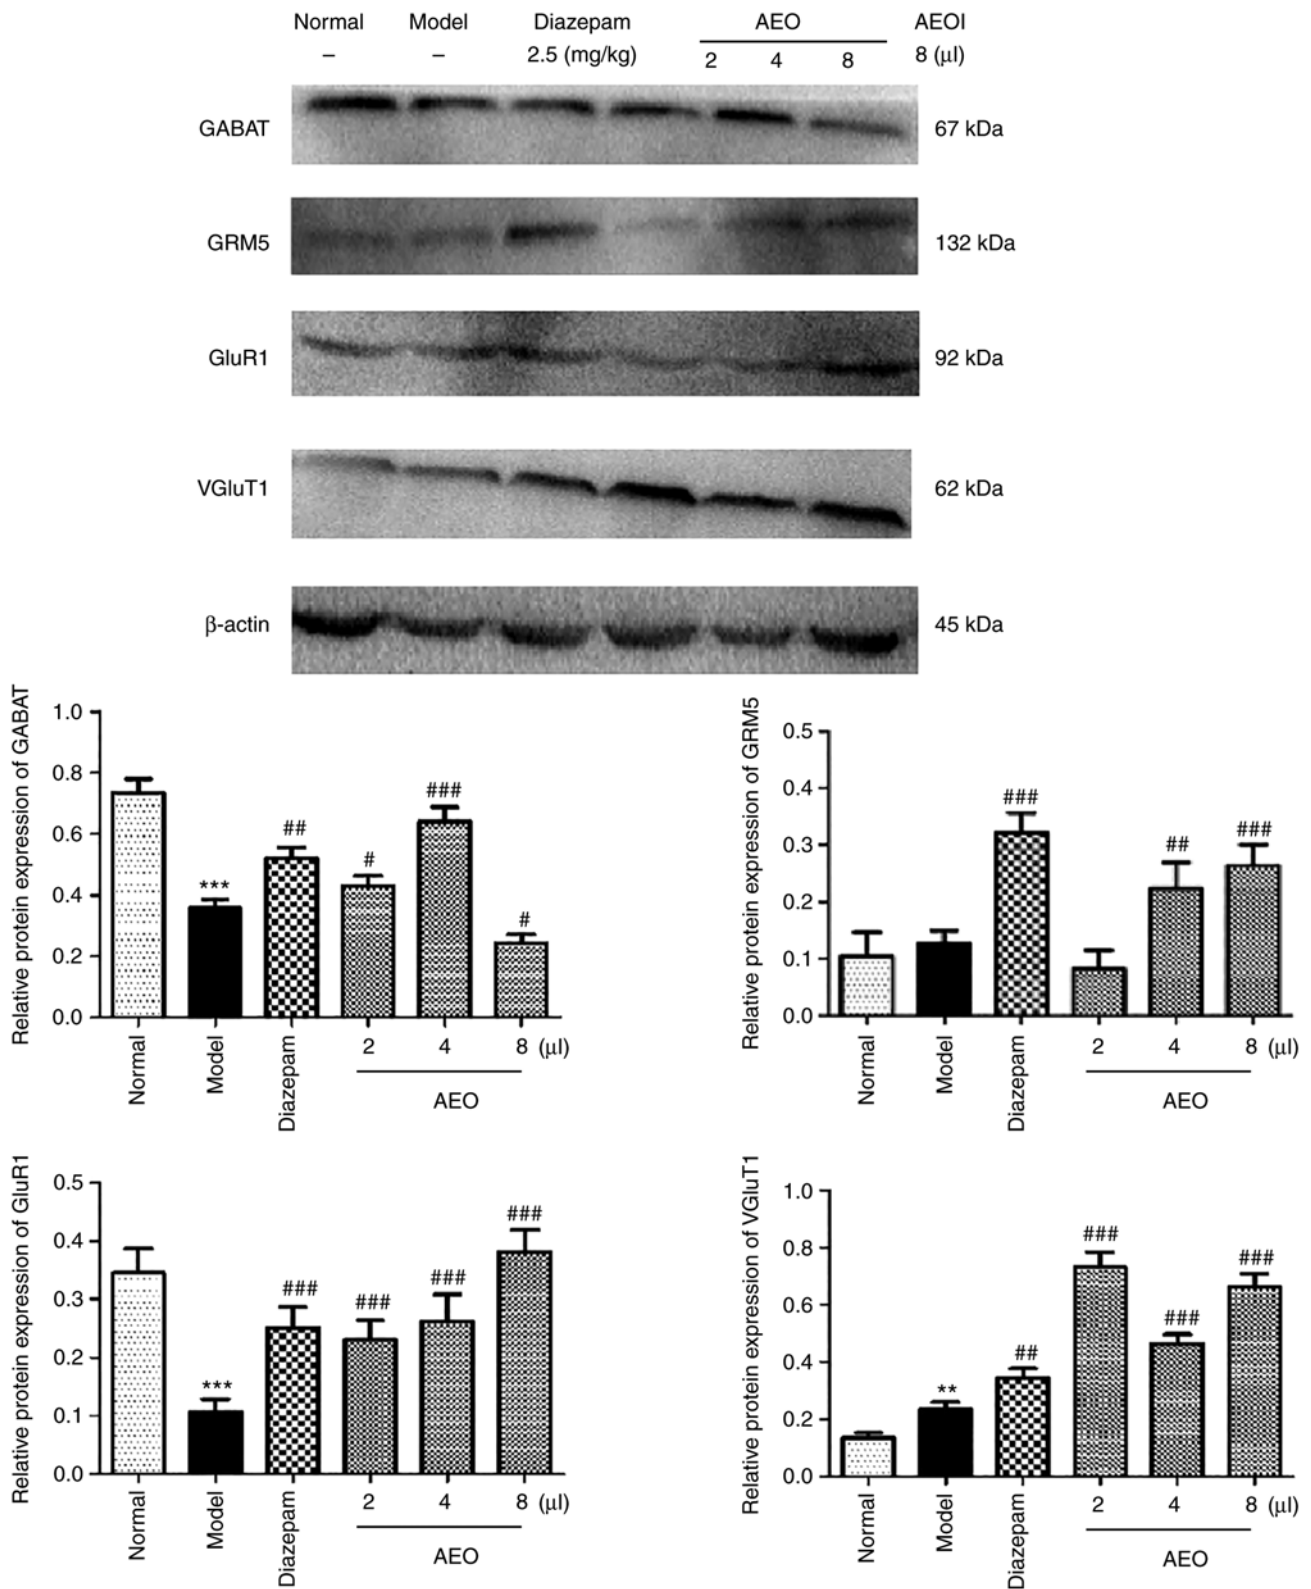 Normal Model Diazepam AEO AEOI
– – 2.5 (mg/kg) 2 4 8 8 (μl)
GABAT 67 kDa
GRM5 132 kDa
GluR1 92 kDa
VGluT1 62 kDa
β-actin 45 kDa
Relative protein expression of GABAT
1.0
0.8
0.6
0.4
0.2
0.0
***
##
#
###
#
Normal
Model
Diazepam
2 4 8 (μl)
AEO
Relative protein expression of GRM5
0.5
0.4
0.3
0.2
0.1
0.0
###
##
###
Normal
Model
Diazepam
2 4 8 (μl)
AEO
Relative protein expression of GluR1
0.5
0.4
0.3
0.2
0.1
0.0
***
###
###
###
###
Normal
Model
Diazepam
2 4 8 (μl)
AEO
Relative protein expression of VGluT1
1.0
0.8
0.6
0.4
0.2
0.0
**
##
###
###
###
Normal
Model
Diazepam
2 4 8 (μl)
AEO